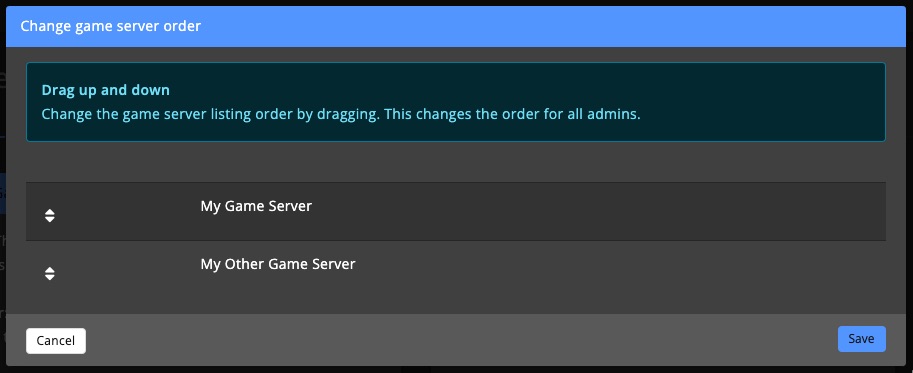 Change game server order
Drag up and down
Change the game server listing order by dragging. This changes the order for all admins.
My Game Server
My Other Game Server
Cancel
Save